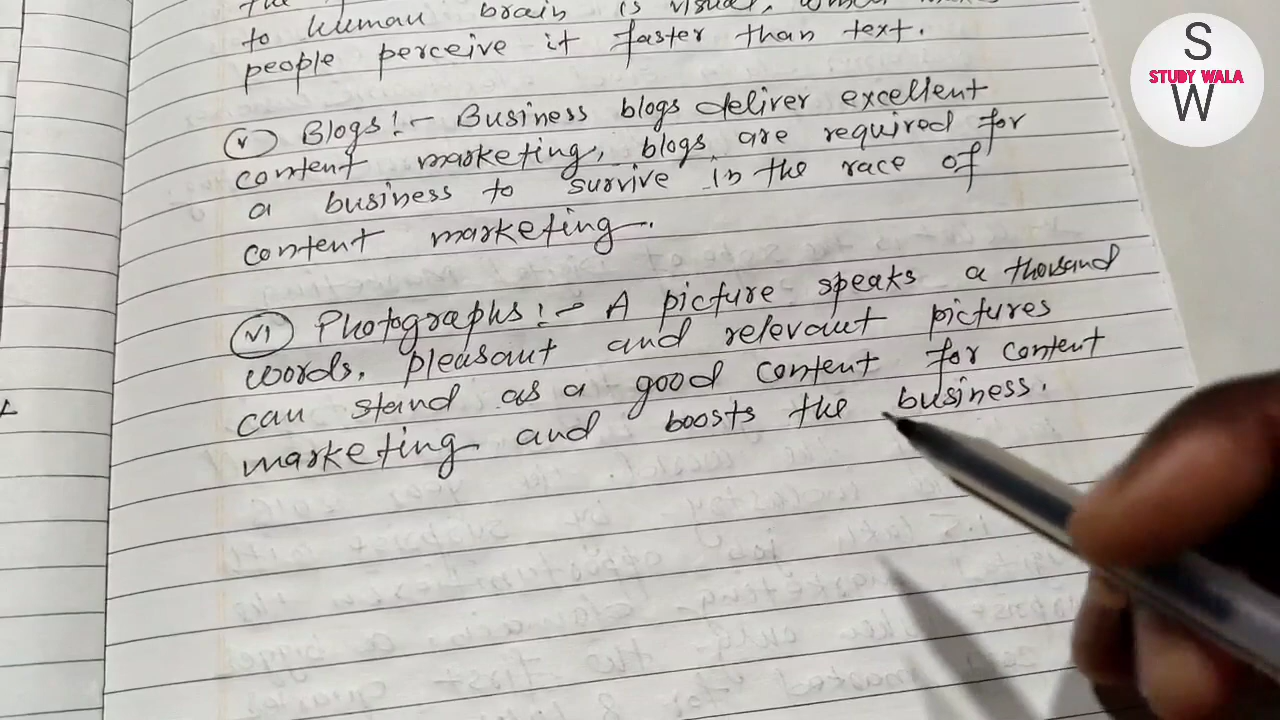 to human brain is visual,
people perceive it faster than text.
(v) Blogs:- Business blogs deliver excellent
content marketing, blogs are required for
a business to survive in the race of
content marketing.
(vi) Photographs:- A picture speaks a thousand
words. pleasant and relevant pictures
can stand as a good content for content
marketing and boosts the business.
S
STUDY WALA
W